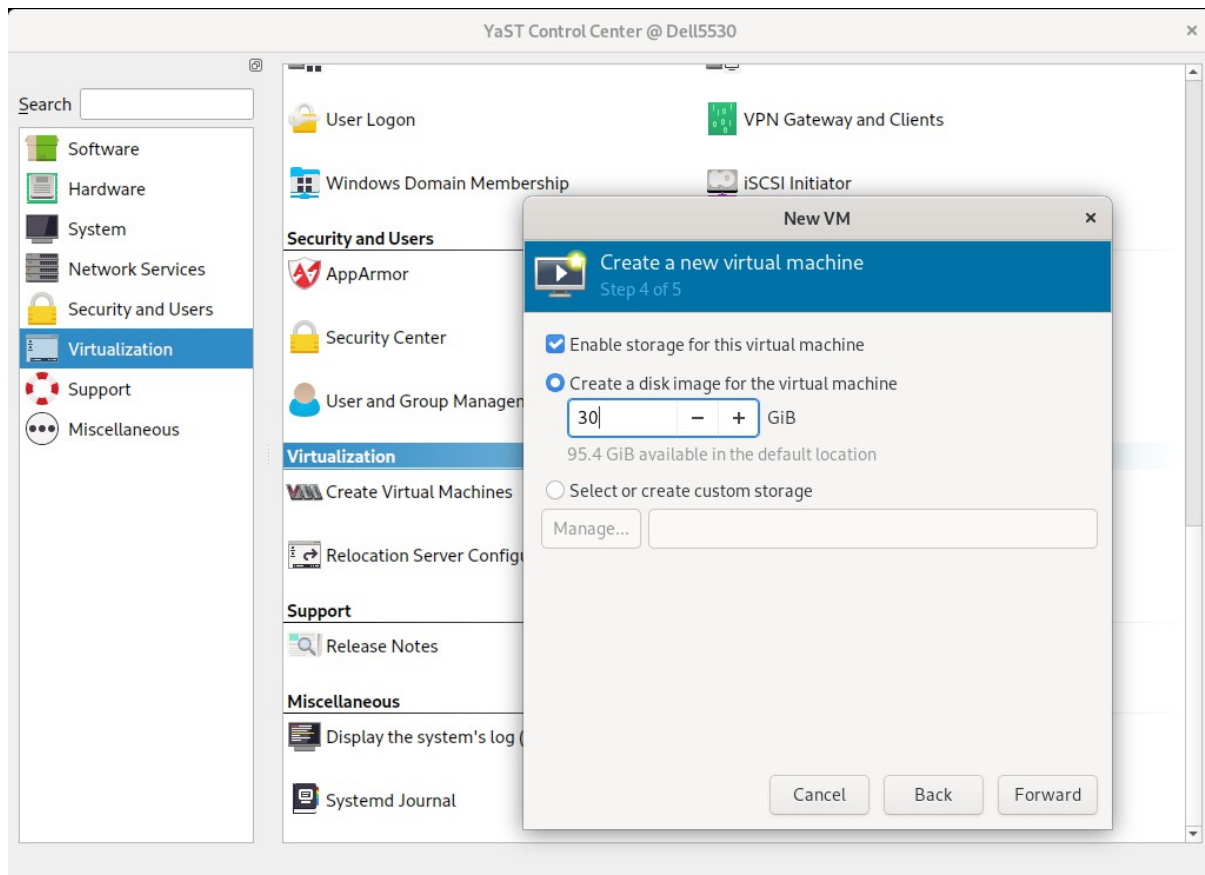 YaST Control Center @ Dell5530
Search
Software
Hardware
System
Network Services
Security and Users
Virtualization
Support
Miscellaneous
User Logon
VPN Gateway and Clients
Windows Domain Membership
iSCSI Initiator
Security and Users
AppArmor
Security Center
User and Group Managem
Virtualization
Create Virtual Machines
Relocation Server Configu
Support
Release Notes
Miscellaneous
Display the system's log (
Systemd Journal
New VM
Create a new virtual machine
Step 4 of 5
Enable storage for this virtual machine
Create a disk image for the virtual machine
30 − + GiB
95.4 GiB available in the default location
Select or create custom storage
Manage...
Cancel Back Forward